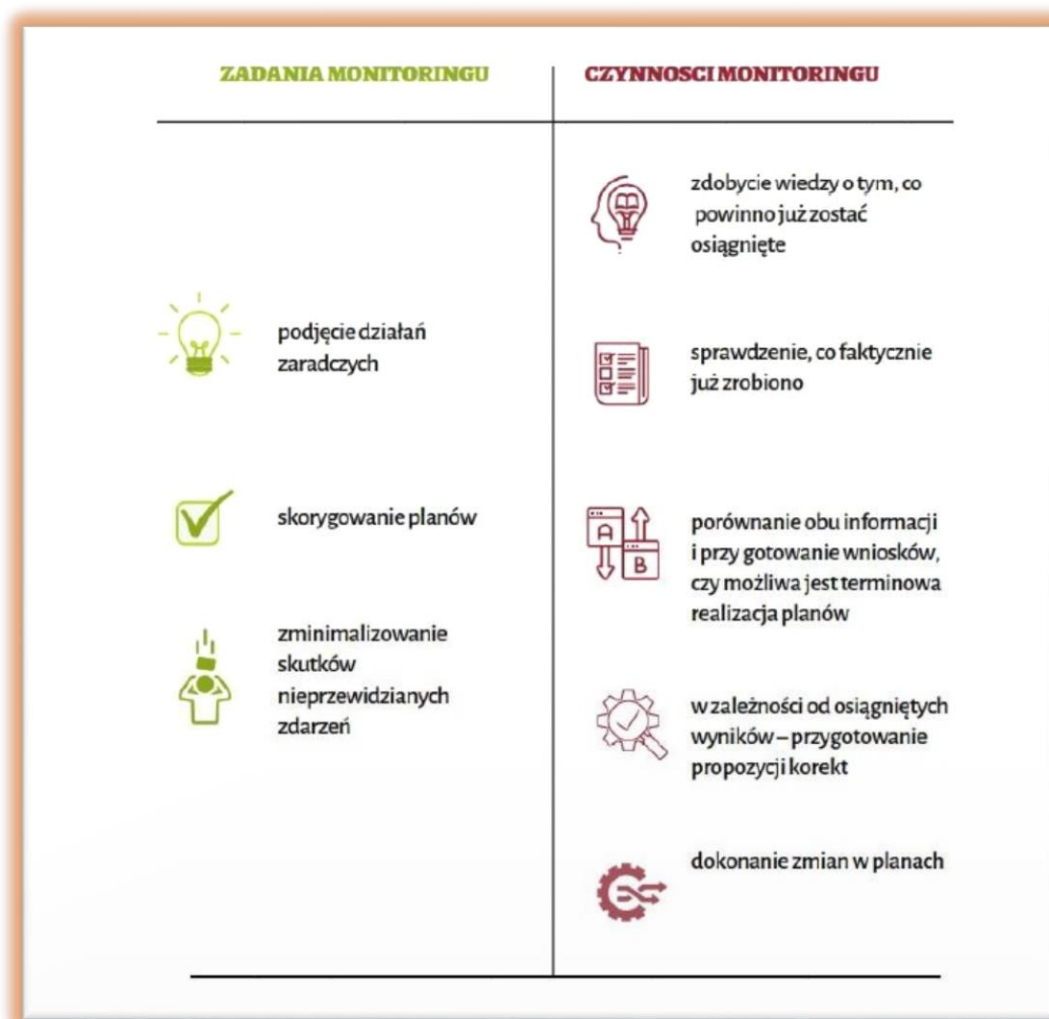 ZADANIA MONITORINGU
podjęcie działań
zaradczych
skorygowanie planów
zminimalizowanie
skutków
nieprzewidzianych
zdarzeń
CZYNNOSCI MONITORINGU
zdobycie wiedzy o tym, co
powinno już zostać
osiągnięte
sprawdzenie, co faktycznie
już zrobiono
A
B
porównanie obu informacji
i przy gotowanie wniosków,
czy możliwa jest terminowa
realizacja planów
w zależności od osiągniętych
wyników – przygotowanie
propozycji korekt
dokonanie zmian w planach